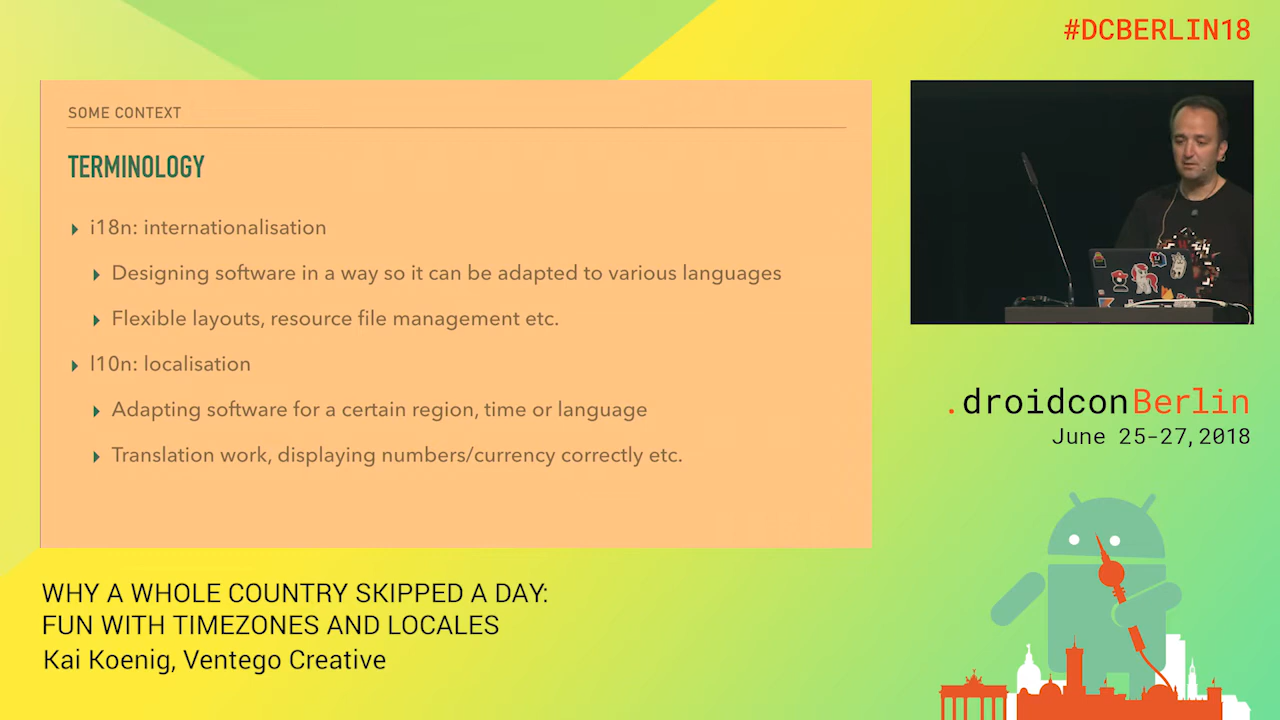 #DCBERLIN18
SOME CONTEXT
TERMINOLOGY
i18n: internationalisation
Designing software in a way so it can be adapted to various languages
Flexible layouts, resource file management etc.
l10n: localisation
Adapting software for a certain region, time or language
Translation work, displaying numbers/currency correctly etc.
.droidconBerlin
June 25-27, 2018
WHY A WHOLE COUNTRY SKIPPED A DAY:
FUN WITH TIMEZONES AND LOCALES
Kai Koenig, Ventego Creative